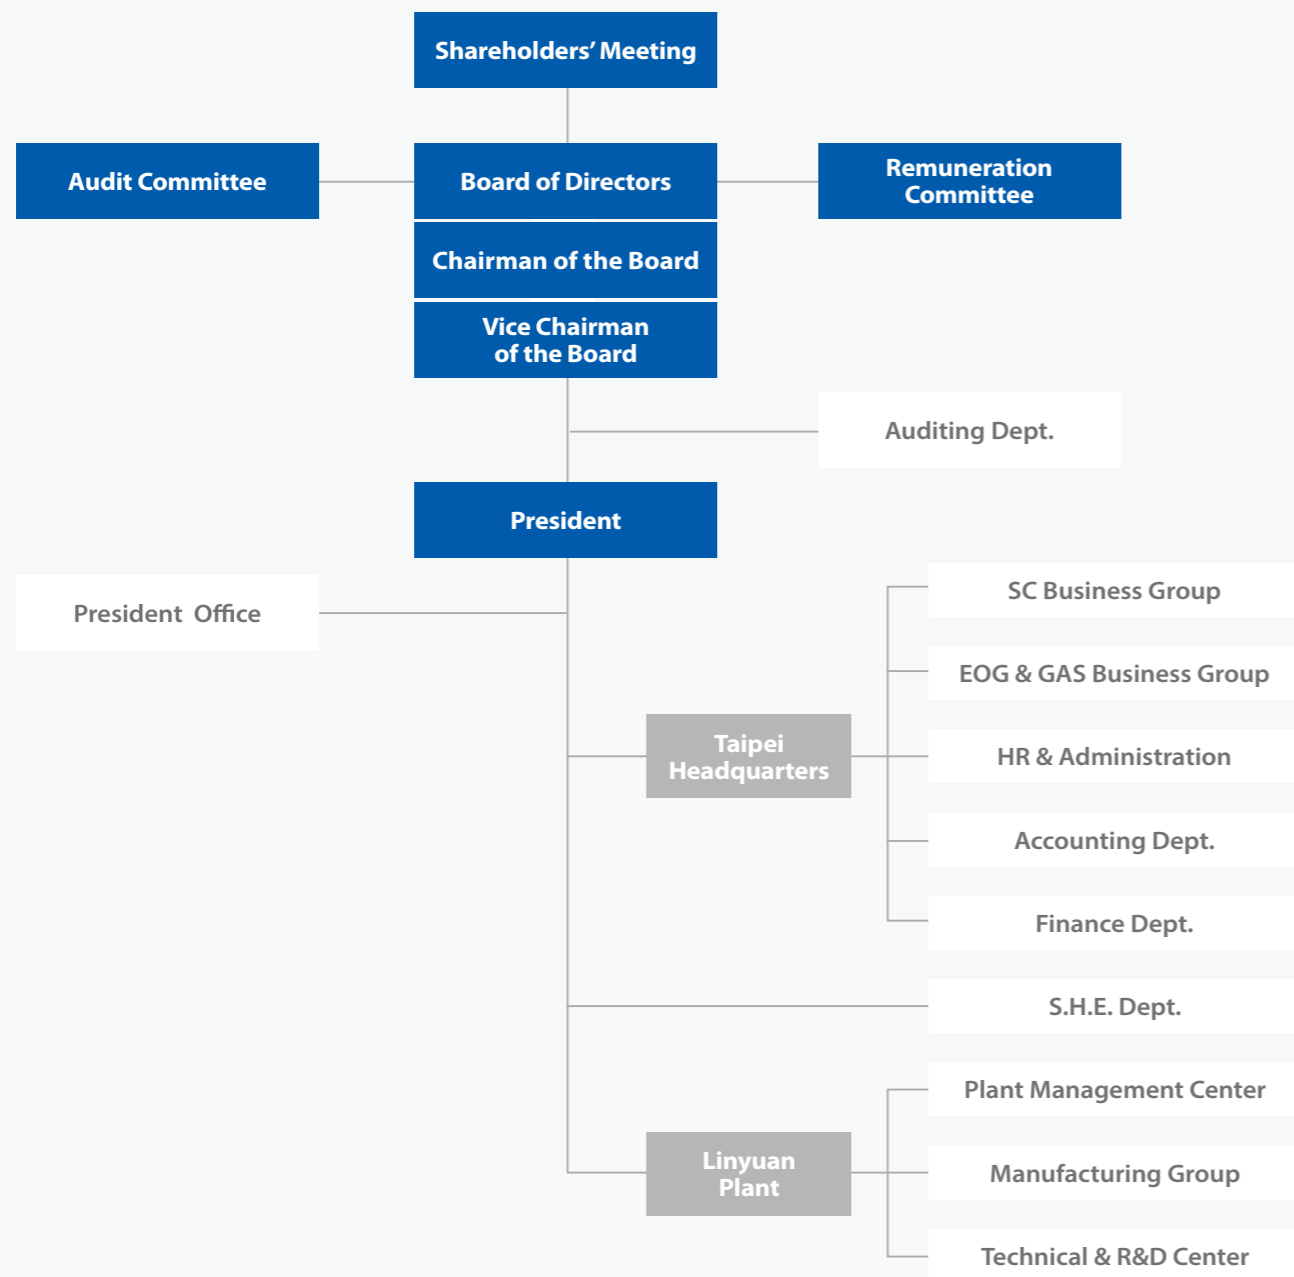 Shareholders’ Meeting
Audit Committee
Board of Directors
Remuneration
Committee
Chairman of the Board
Vice Chairman
of the Board
Auditing Dept.
President
President Office
SC Business Group
EOG & GAS Business Group
Taipei
Headquarters
HR & Administration
Accounting Dept.
Finance Dept.
S.H.E. Dept.
Plant Management Center
Linyuan
Plant
Manufacturing Group
Technical & R&D Center